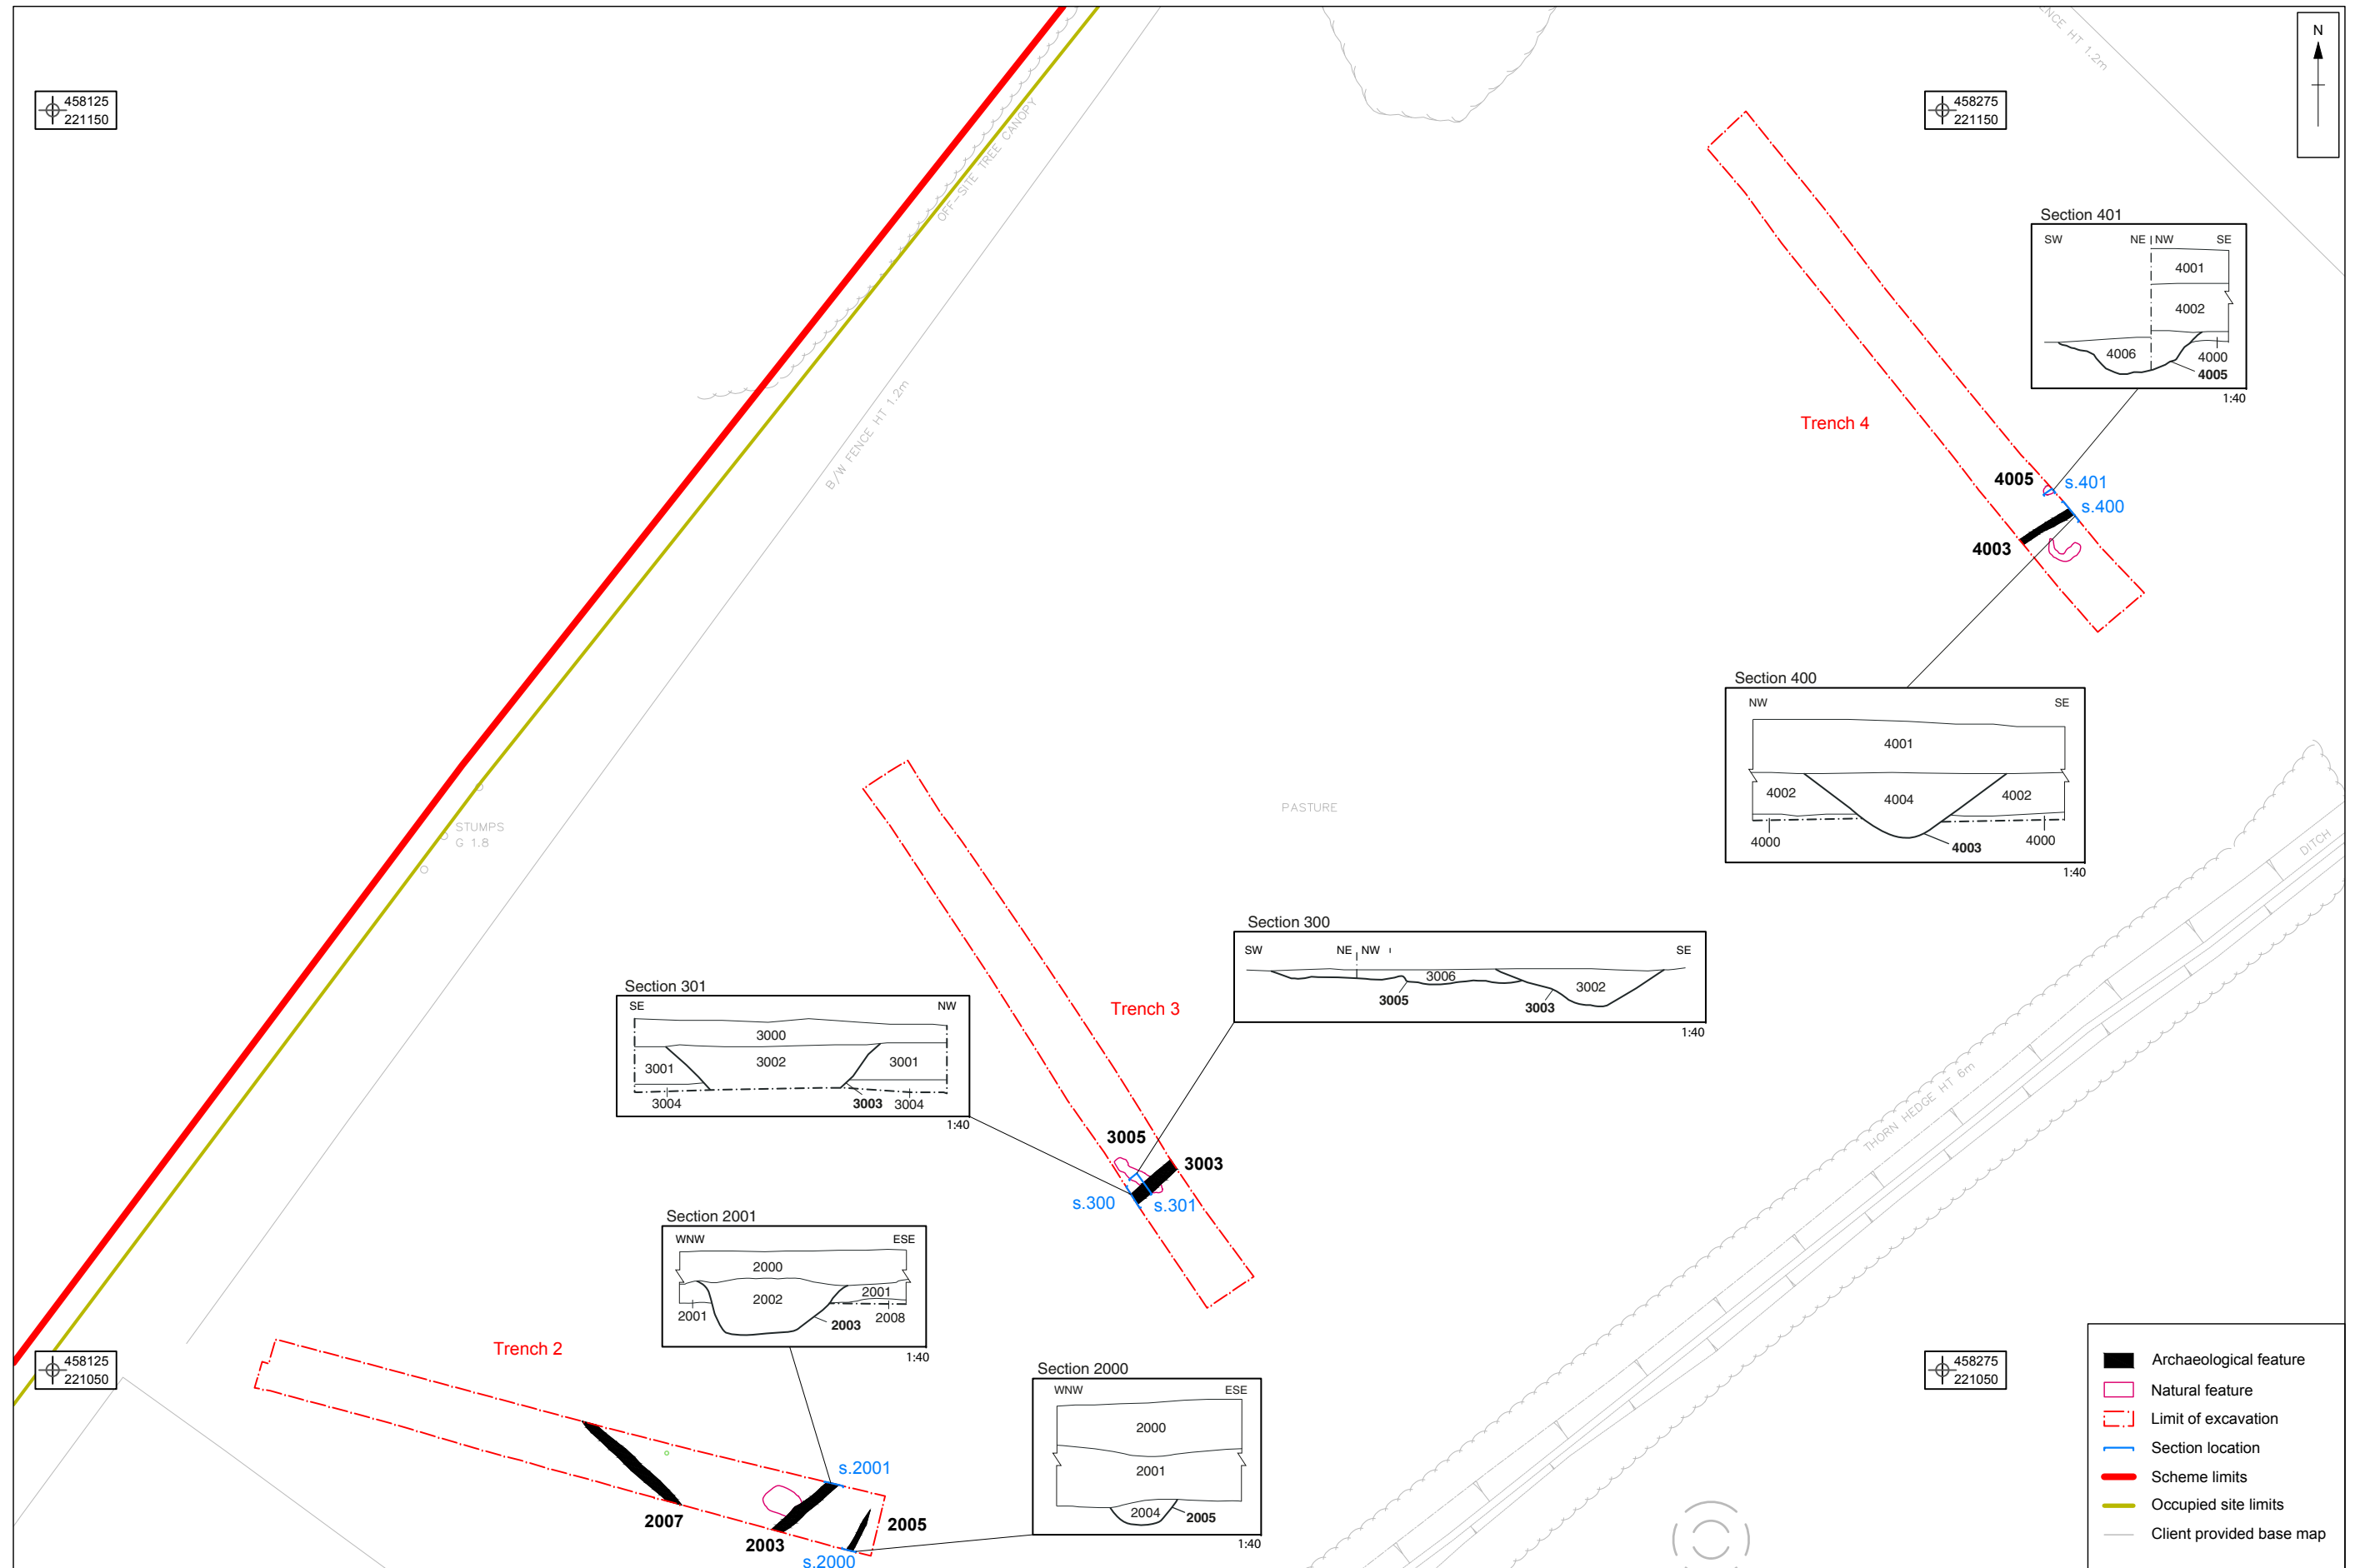 N
458125
221150
458275
221150
ENCE HT 1.2m
OFF-SITE TREE CANOPY
B/W FENCE HT 1.2m
Section 401
SW NE NW SE
4001
4002
4006
4000
4005
1:40
Trench 4
4005
s.401
s.400
4003
Section 400
NW SE
4001
4002
4004
4002
4000
4003
4000
1:40
PASTURE
STUMPS
G 1.8
DITCH
Section 300
SW NE NW SE
3006
3002
3005
3003
1:40
Section 301
SE NW
3000
3001
3002
3001
3004
3003
3004
1:40
Trench 3
THORN HEDGE HT 6m
3005
3003
s.300
s.301
Section 2001
WNW ESE
2000
2002
2001
2001
2003
2008
1:40
Trench 2
458125
221050
458275
221050
Section 2000
WNW ESE
2000
2001
2004
2005
1:40
s.2001
2007
2003
2005
s.2000
Archaeological feature
Natural feature
Limit of excavation
Section location
Scheme limits
Occupied site limits
Client provided base map